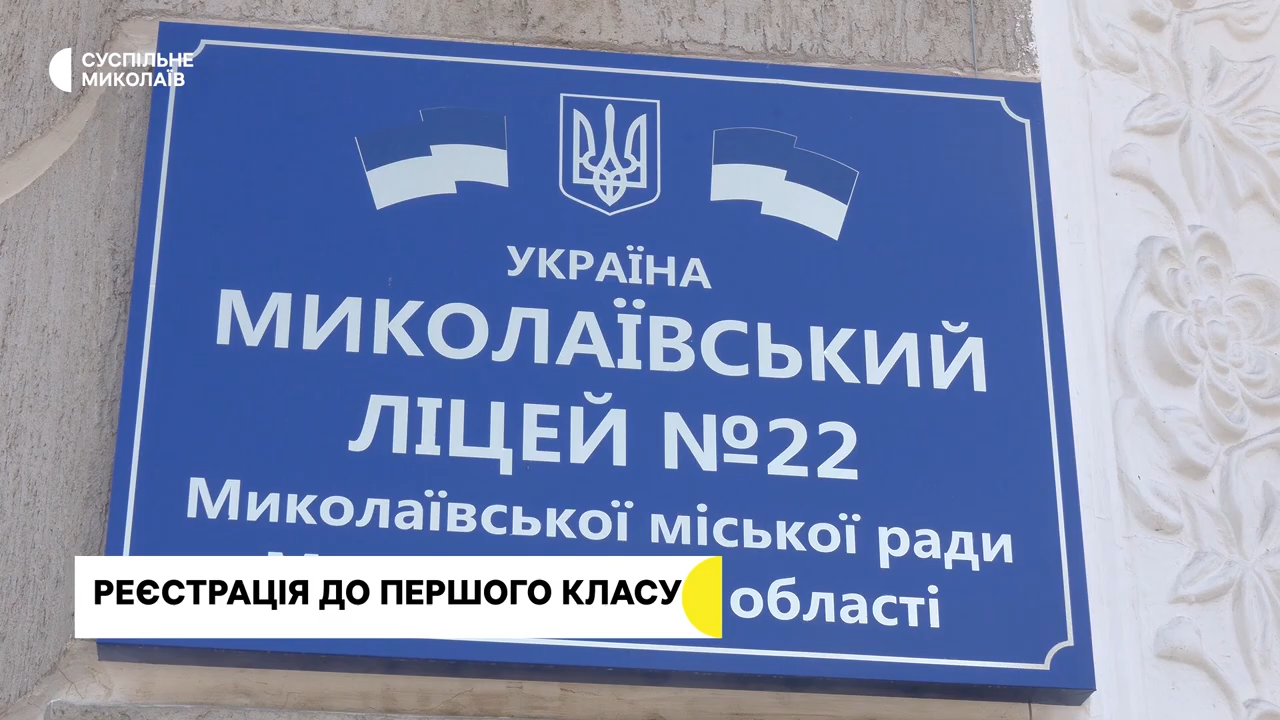 СУСПІЛЬНЕ
МИКОЛАЇВ
УКРАЇНА
МИКОЛАЇВСЬКИЙ
ЛІЦЕЙ №22
Миколаївської міської ради
області
РЕЄСТРАЦІЯ ДО ПЕРШОГО КЛАСУ